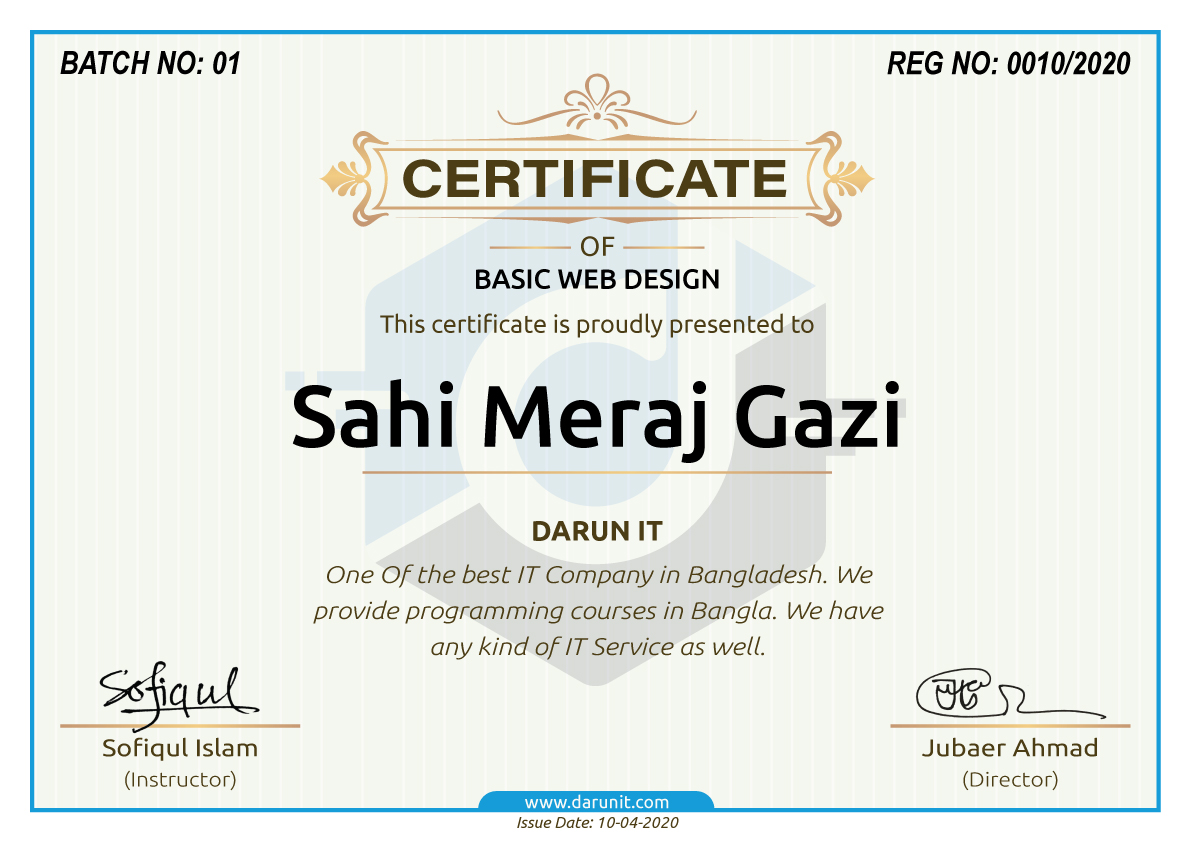 BATCH NO: 01
REG NO: 0010/2020
CERTIFICATE
OF
BASIC WEB DESIGN
This certificate is proudly presented to
Sahi Meraj Gazi
DARUN IT
One Of the best IT Company in Bangladesh. We
provide programming courses in Bangla. We have
any kind of IT Service as well.
Sofiqul
Sofiqul Islam
(Instructor)
Jubaer Ahmad
(Director)
www.darunit.com
Issue Date: 10-04-2020